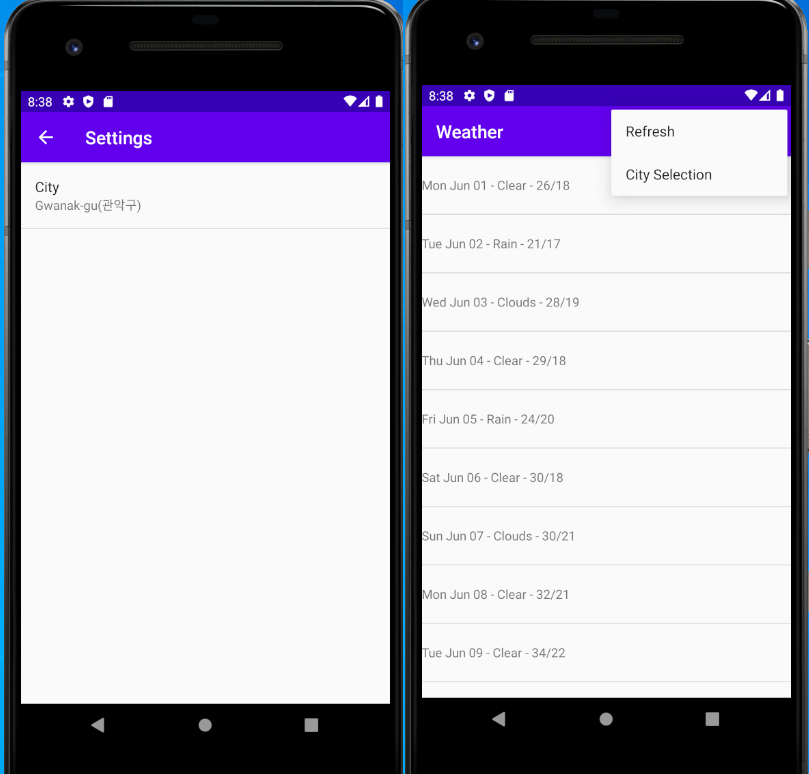 8:38
Settings
City
Gwanak-gu(관악구)
8:38
Weather
Refresh
City Selection
Mon Jun 01 - Clear - 26/18
Tue Jun 02 - Rain - 21/17
Wed Jun 03 - Clouds - 28/19
Thu Jun 04 - Clear - 29/18
Fri Jun 05 - Rain - 24/20
Sat Jun 06 - Clear - 30/18
Sun Jun 07 - Clouds - 30/21
Mon Jun 08 - Clear - 32/21
Tue Jun 09 - Clear - 34/22